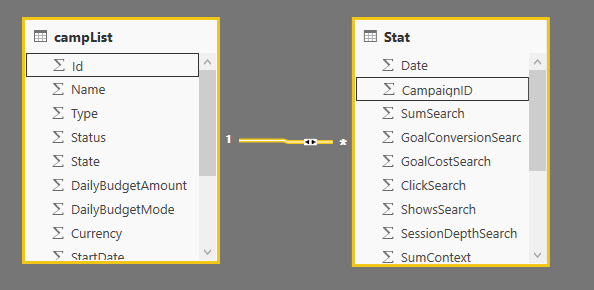 campList
Σ Id
Σ Name
Σ Type
Σ Status
Σ State
Σ DailyBudgetAmount
Σ DailyBudgetMode
Σ Currency
Σ StartDate
1
*
Stat
Σ Date
Σ CampaignID
Σ SumSearch
Σ GoalConversionSearc
Σ GoalCostSearch
Σ ClickSearch
Σ ShowsSearch
Σ SessionDepthSearch
Σ SumContext